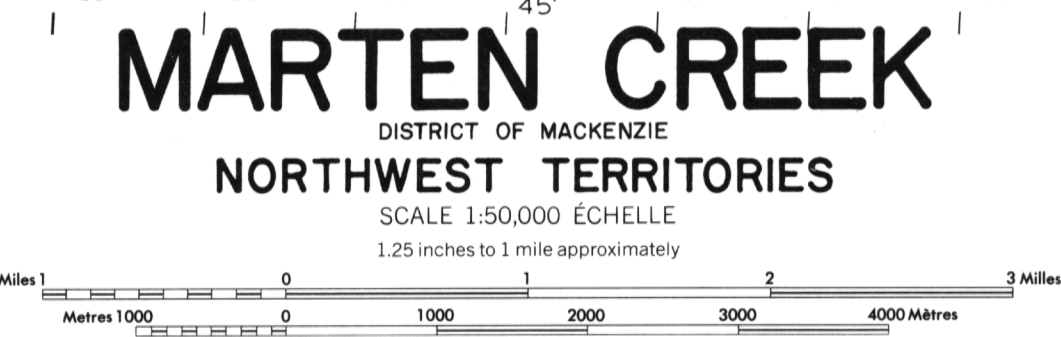 45'
MARTEN CREEK
DISTRICT OF MACKENZIE
NORTHWEST TERRITORIES
SCALE 1:50,000 ÉCHELLE
1.25 inches to 1 mile approximately
Miles 1 0 1 2 3 Milles
Metres 1000 0 1000 2000 3000 4000 Mètres